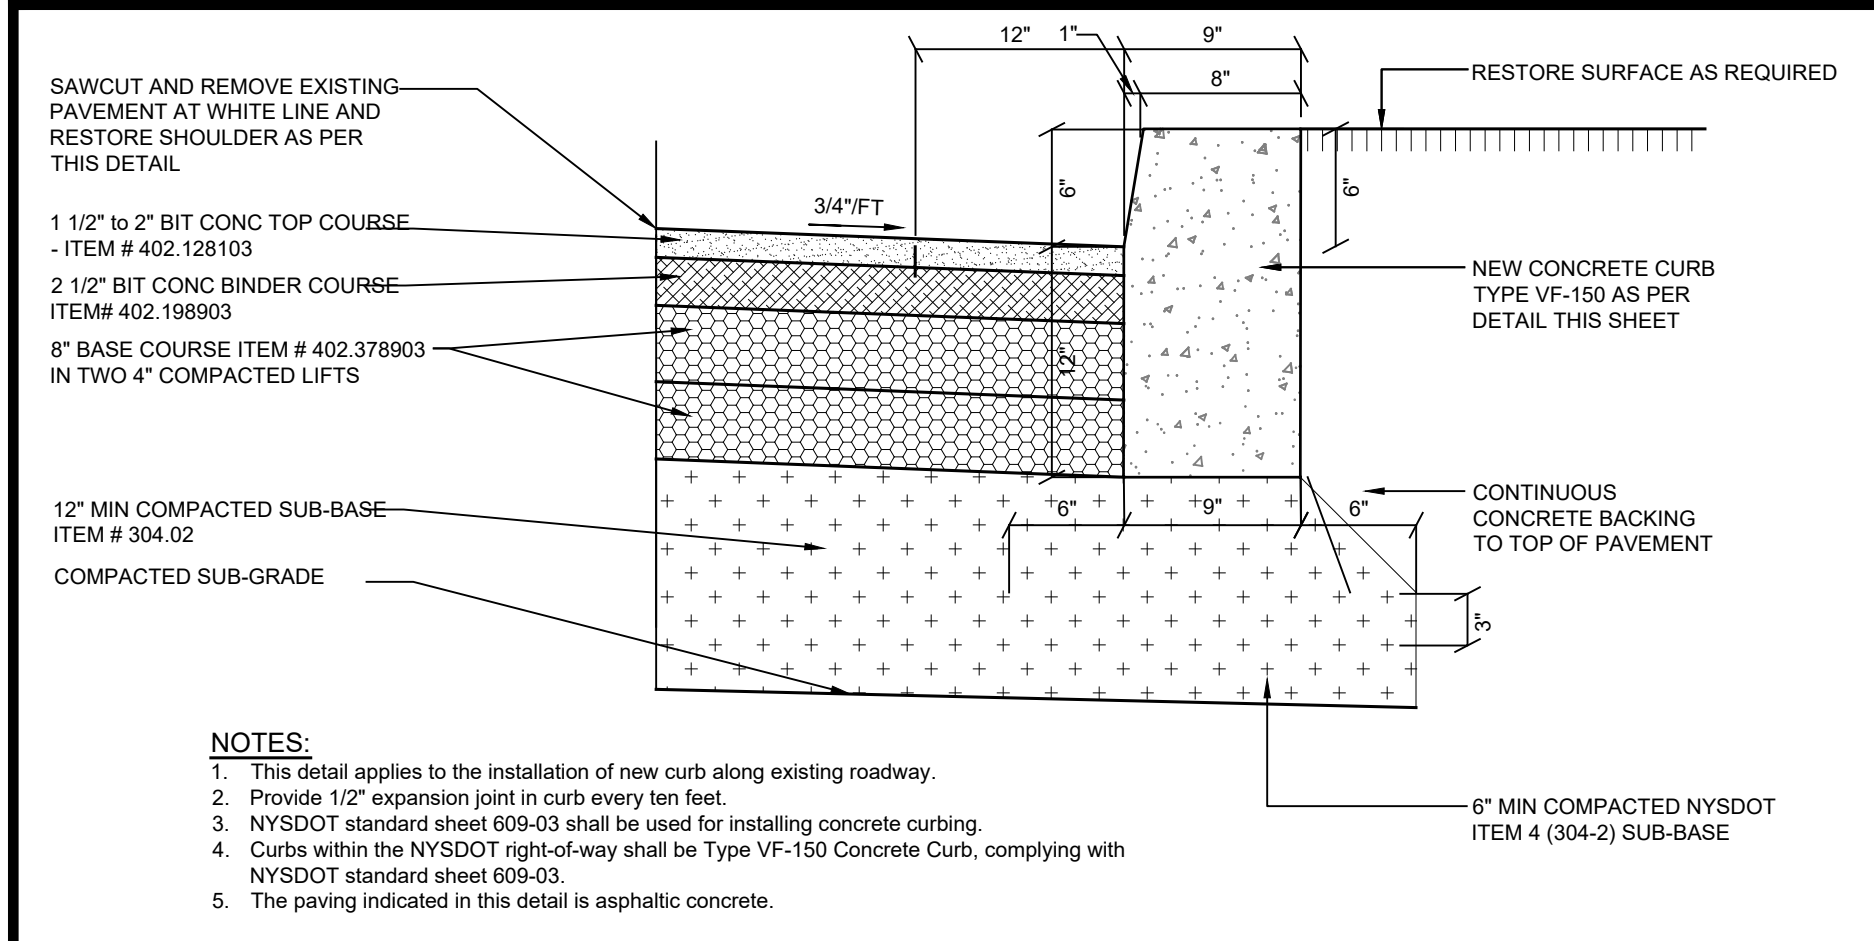 12" 1" 9"
8"
SAWCUT AND REMOVE EXISTING
PAVEMENT AT WHITE LINE AND
RESTORE SHOULDER AS PER
THIS DETAIL
RESTORE SURFACE AS REQUIRED
6"
6"
3/4"/FT
1 1/2" to 2" BIT CONC TOP COURSE
- ITEM # 402.128103
2 1/2" BIT CONC BINDER COURSE
ITEM# 402.198903
8" BASE COURSE ITEM # 402.378903
IN TWO 4" COMPACTED LIFTS
12"
NEW CONCRETE CURB
TYPE VF-150 AS PER
DETAIL THIS SHEET
12" MIN COMPACTED SUB-BASE
ITEM # 304.02
COMPACTED SUB-GRADE
6" 9" 6"
CONTINUOUS
CONCRETE BACKING
TO TOP OF PAVEMENT
3"
6" MIN COMPACTED NYSDOT
ITEM 4 (304-2) SUB-BASE
NOTES:
1. This detail applies to the installation of new curb along existing roadway.
2. Provide 1/2" expansion joint in curb every ten feet.
3. NYSDOT standard sheet 609-03 shall be used for installing concrete curbing.
4. Curbs within the NYSDOT right-of-way shall be Type VF-150 Concrete Curb, complying with
NYSDOT standard sheet 609-03.
5. The paving indicated in this detail is asphaltic concrete.